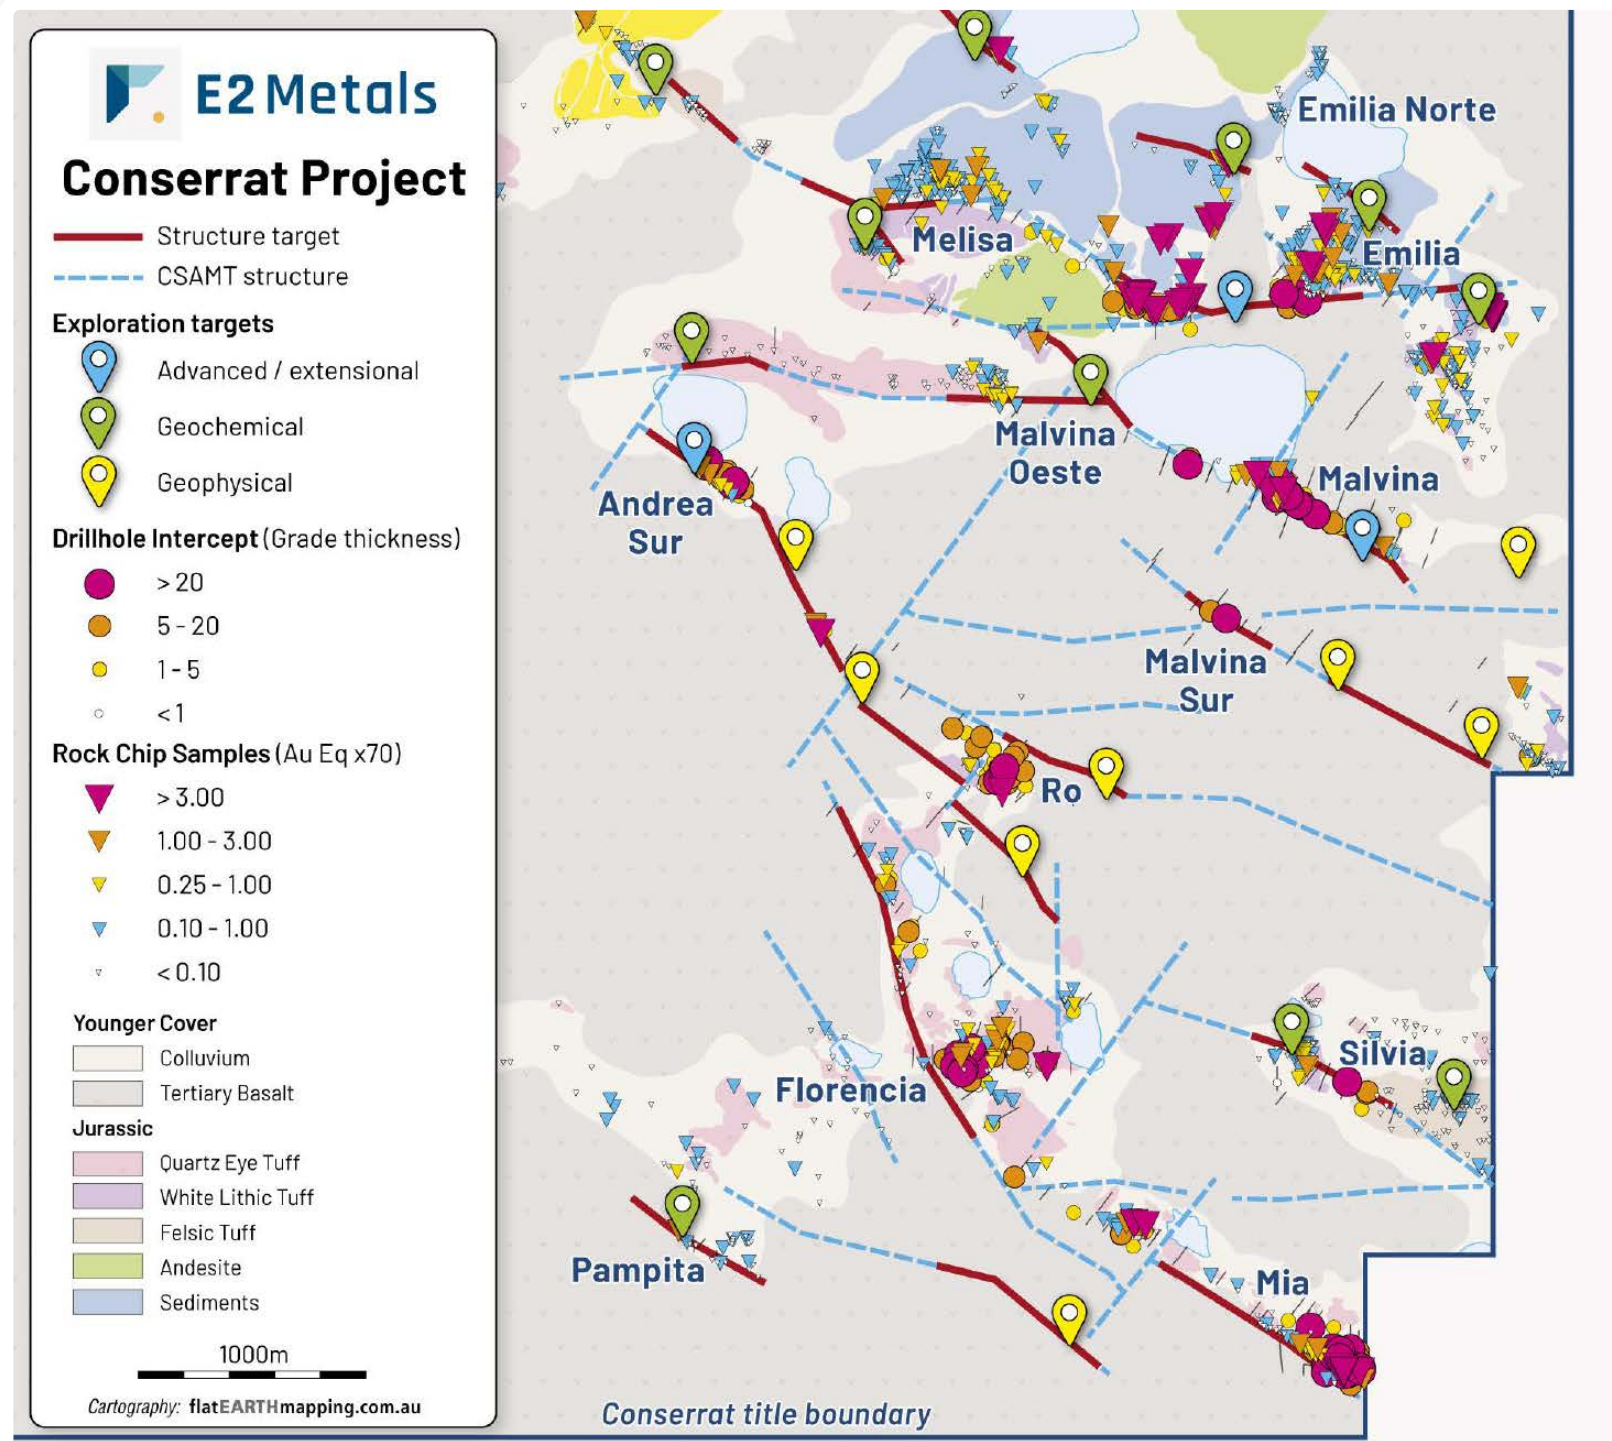 E2Metals
Conserrat Project
Structure target
CSAMT structure
Exploration targets
Advanced / extensional
Geochemical
Geophysical
Drillhole Intercept (Grade thickness)
> 20
5 - 20
1 - 5
< 1
Rock Chip Samples (Au Eq x70)
> 3.00
1.00 - 3.00
0.25 - 1.00
0.10 - 1.00
< 0.10
Younger Cover
Colluvium
Tertiary Basalt
Jurassic
Quartz Eye Tuff
White Lithic Tuff
Felsic Tuff
Andesite
Sediments
1000m
Cartography: flatEARTHmapping.com.au
Emilia Norte
Melisa
Emilia
Malvina
Oeste
Malvina
Andrea
Sur
Malvina
Sur
Ro
Silvia
Florencia
Pampita
Mia
Conserrat title boundary